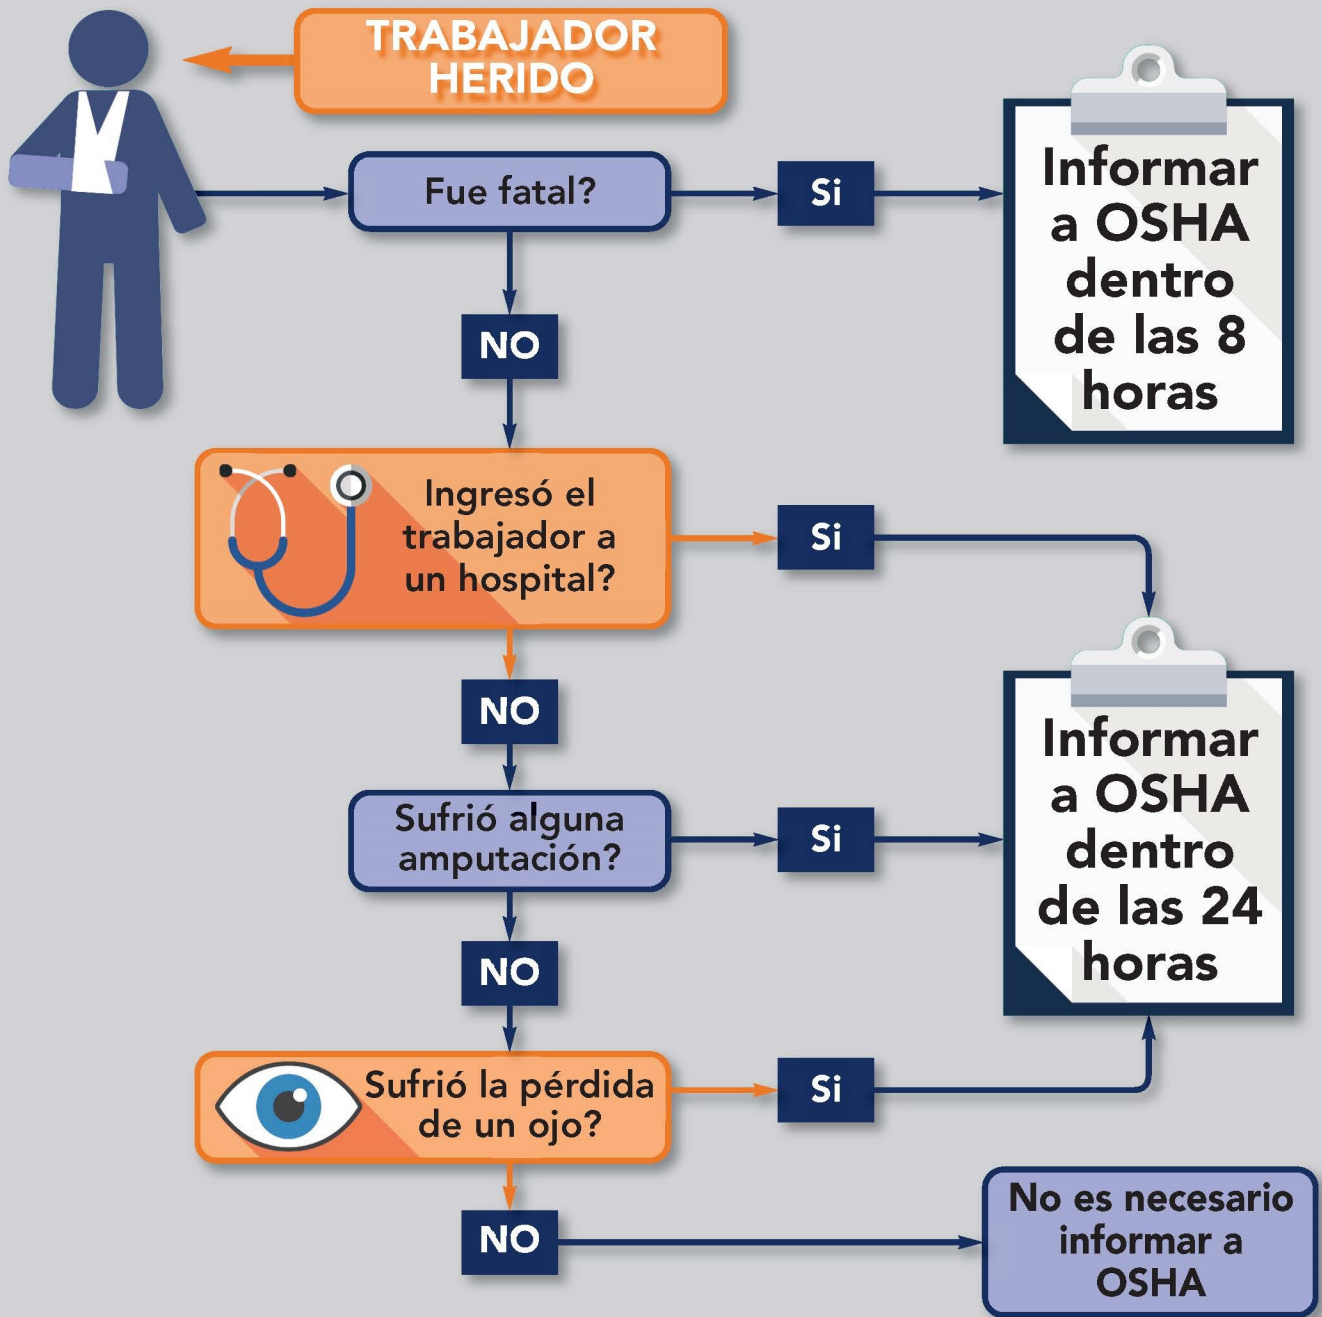 TRABAJADOR
HERIDO
Fue fatal?
Si
Informar
a OSHA
dentro
de las 8
horas
NO
Ingresó el
trabajador a
un hospital?
Si
NO
Sufrió alguna
amputación?
Si
Informar
a OSHA
dentro
de las 24
horas
NO
Sufrió la pérdida
de un ojo?
Si
NO
No es necesario
informar a
OSHA